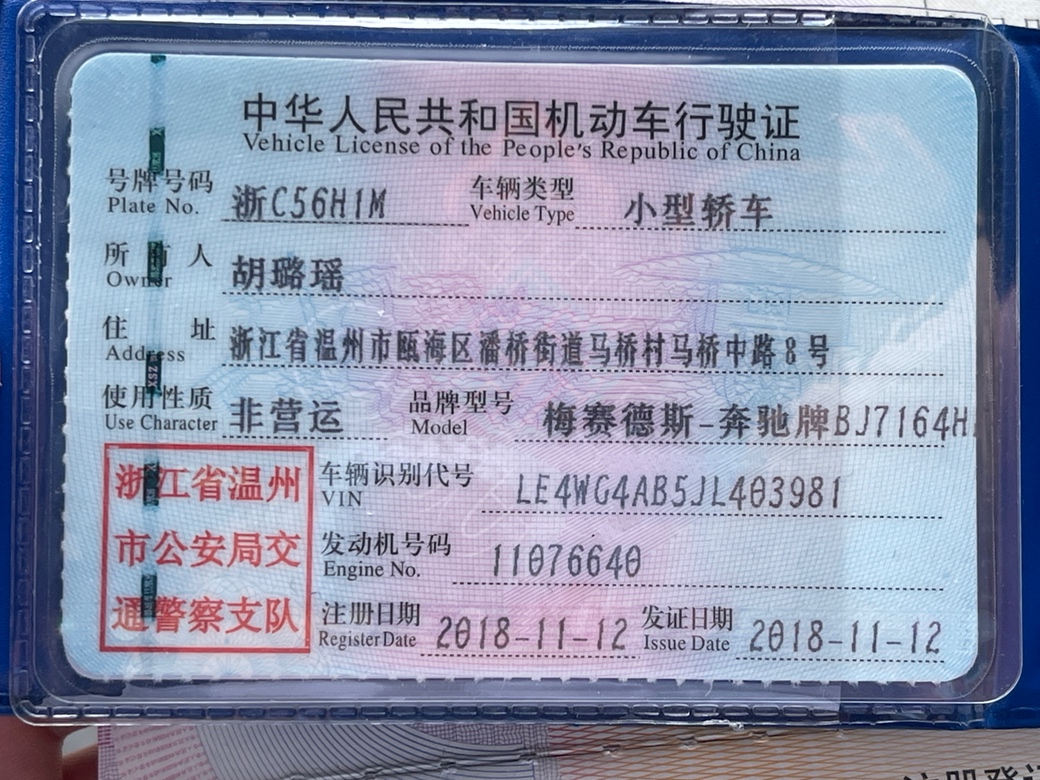 中华人民共和国机动车行驶证
Vehicle License of the People's Republic of China
号牌号码 浙C56H1M 车辆类型 小型轿车
Plate No. Vehicle Type
所有人 胡璐瑶
Owner
住址 浙江省温州市瓯海区潘桥街道马桥村马桥中路8号
Address
使用性质 非营运 品牌型号 梅赛德斯-奔驰牌BJ7164H
Use Character Model
浙江省温州
市公安局交
通警察支队
车辆识别代号 LE4WG4AB5JL403981
VIN
发动机号码 11076640
Engine No.
注册日期 2018-11-12 发证日期 2018-11-12
Register Date Issue Date